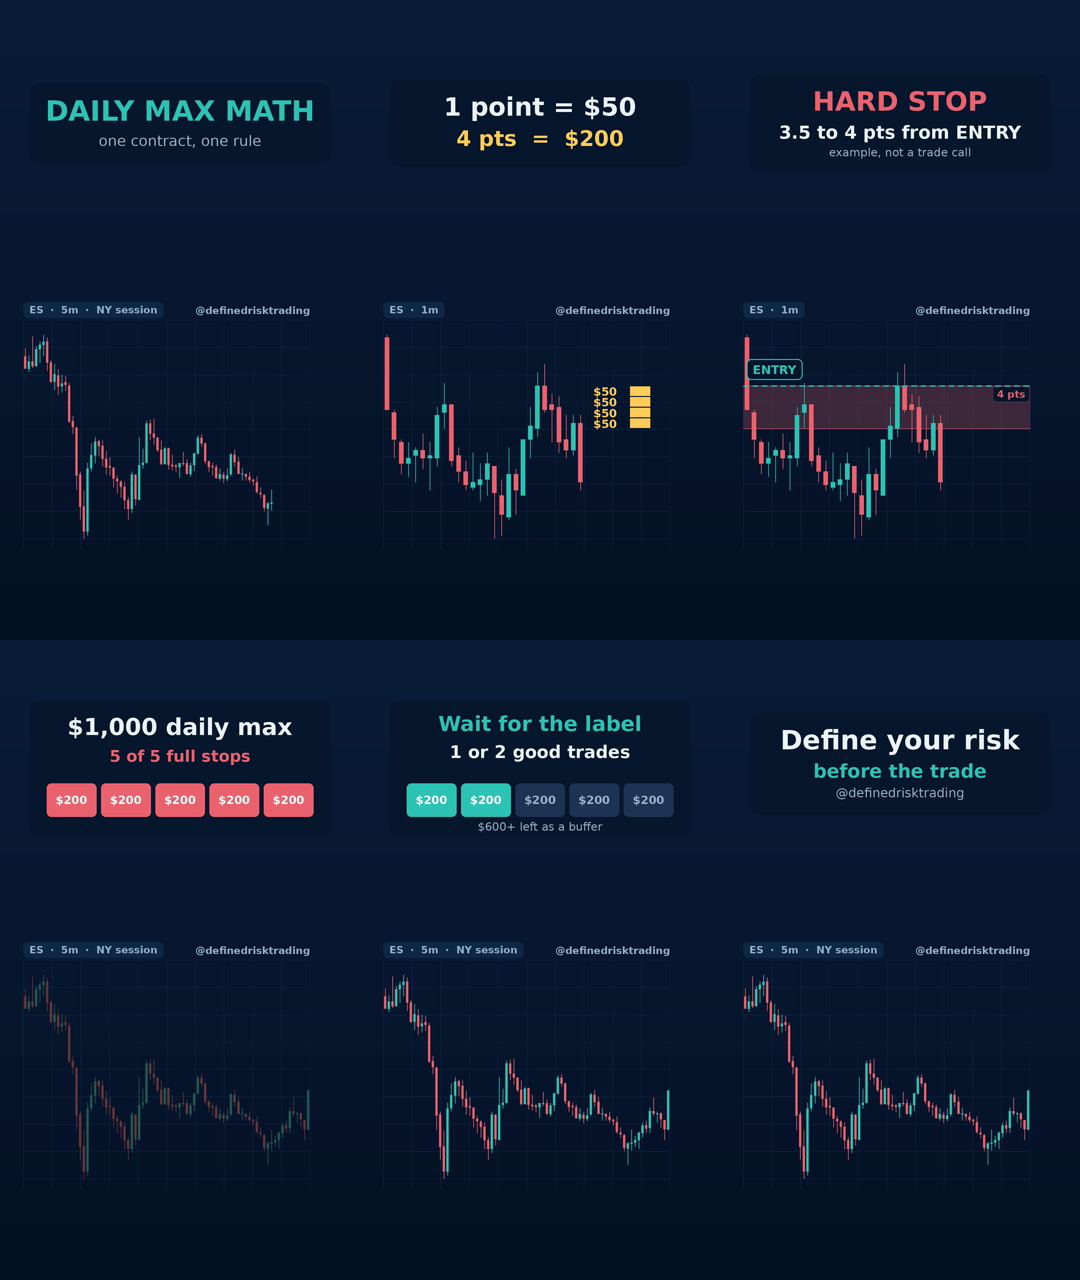 DAILY MAX MATH
one contract, one rule
ES · 5m · NY session
@definedrisktrading
1 point = $50
4 pts = $200
ES · 1m
@definedrisktrading
$50
$50
$50
$50
HARD STOP
3.5 to 4 pts from ENTRY
example, not a trade call
ES · 1m
@definedrisktrading
ENTRY
4 pts
$1,000 daily max
5 of 5 full stops
$200 $200 $200 $200 $200
ES · 5m · NY session
@definedrisktrading
Wait for the label
1 or 2 good trades
$200 $200 $200 $200 $200
$600+ left as a buffer
ES · 5m · NY session
@definedrisktrading
Define your risk
before the trade
@definedrisktrading
ES · 5m · NY session
@definedrisktrading